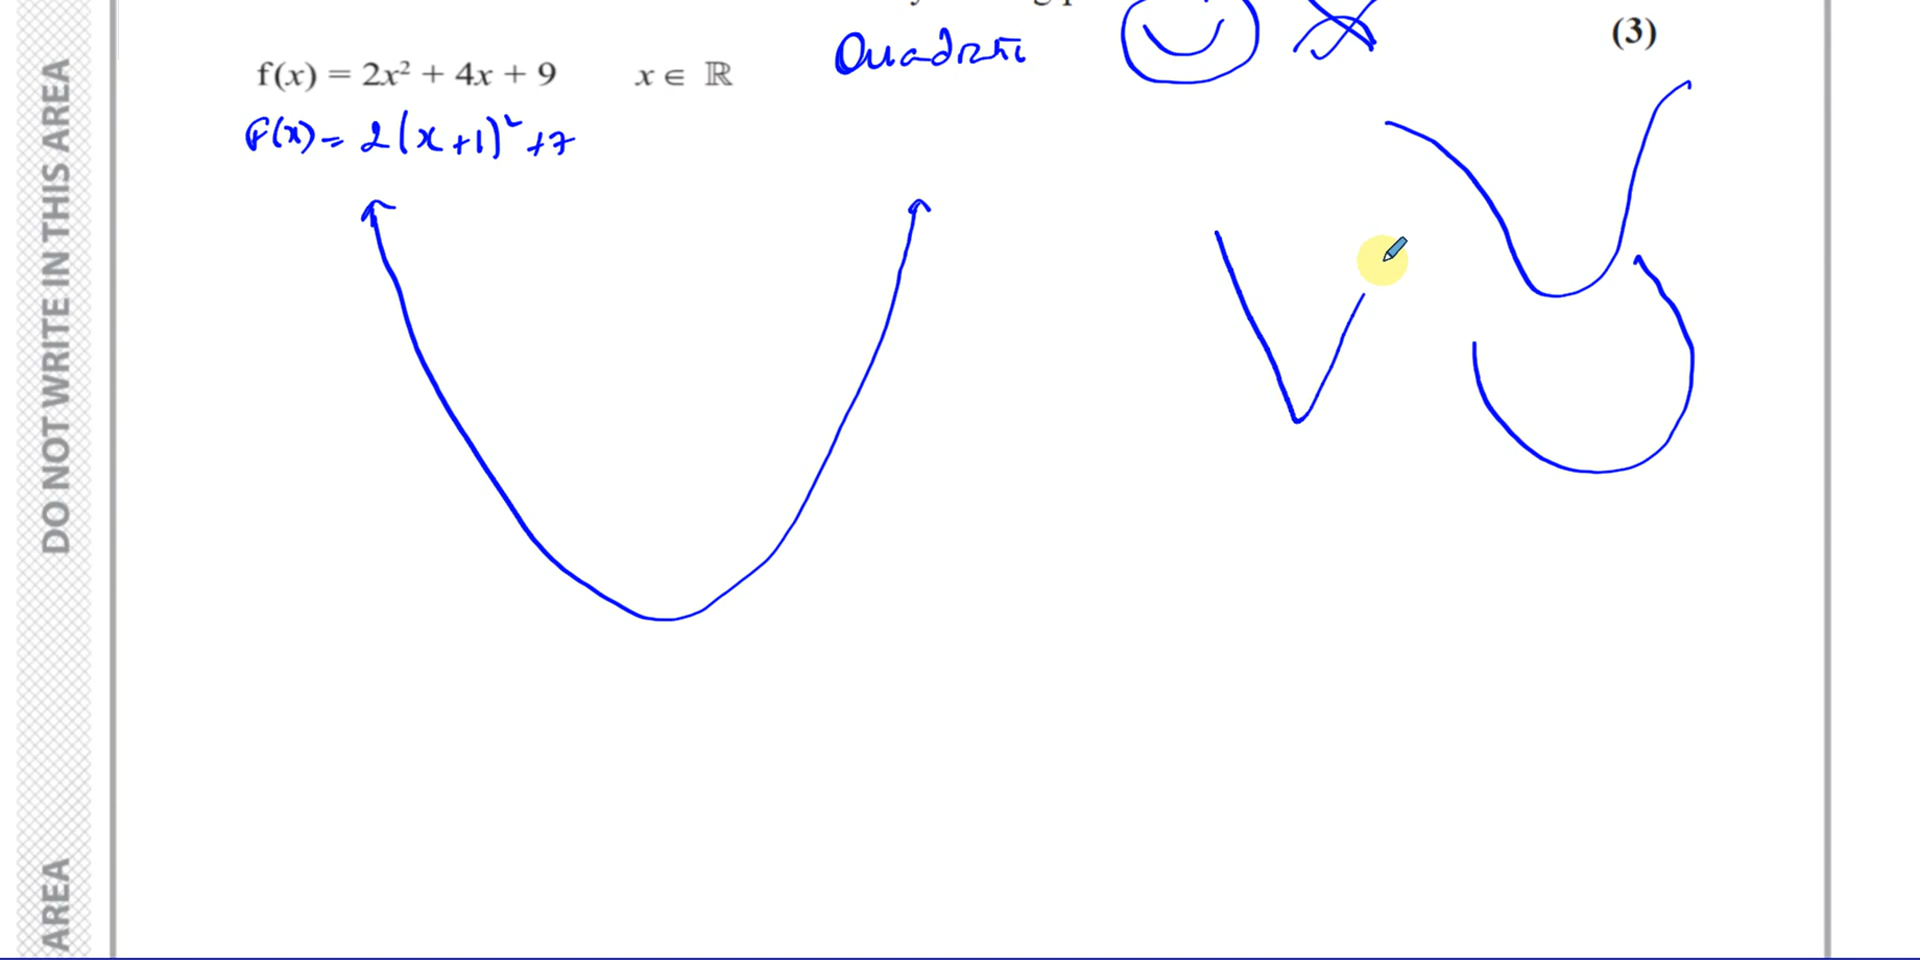 (3)
Quadratic
f(x) = 2x² + 4x + 9 x ∈ ℝ
F(x) = 2(x+1)² + 7
DO NOT WRITE IN THIS AREA
AREA